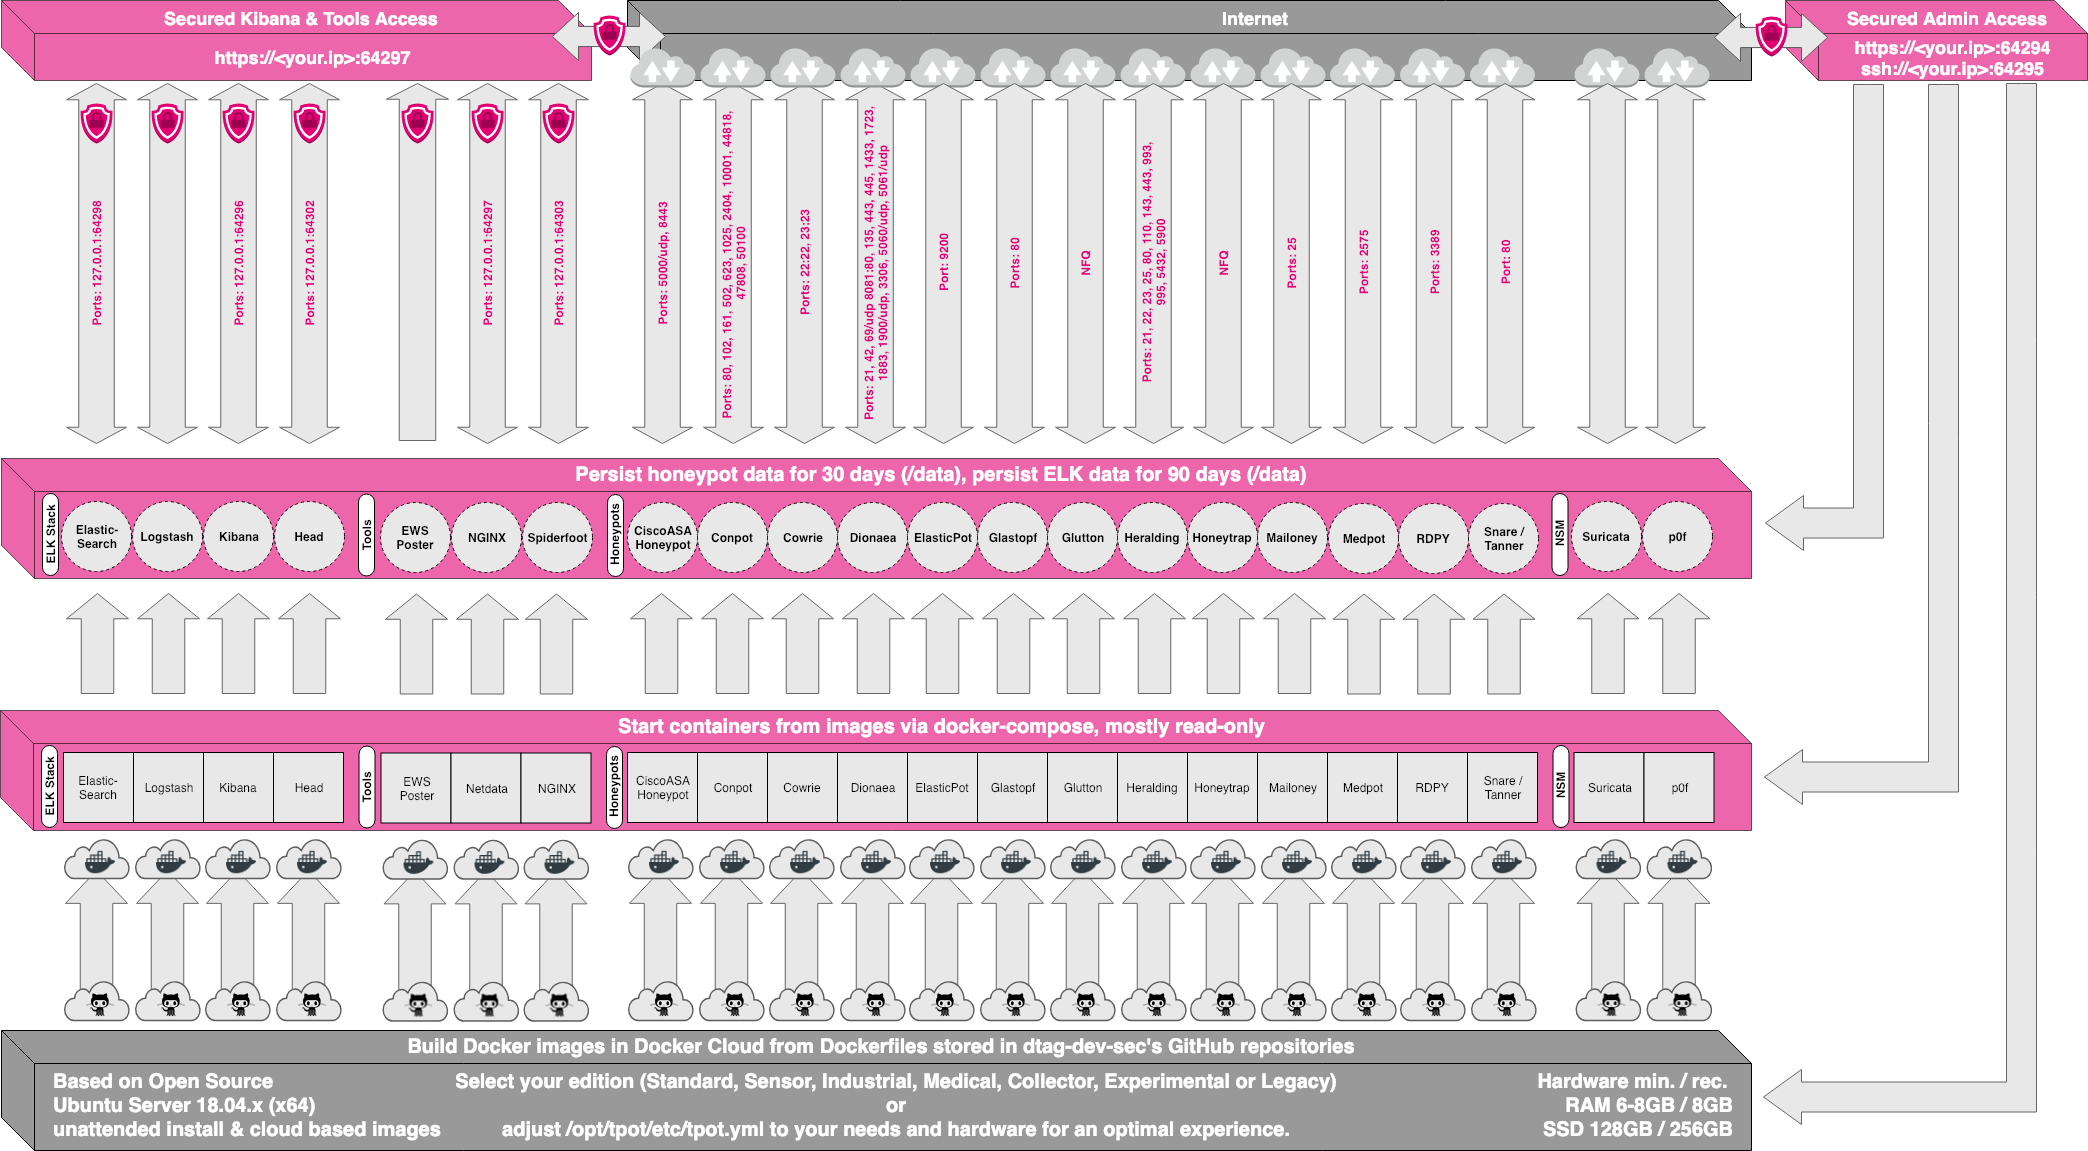 Secured Kibana & Tools Access
https://<your.ip>:64297
Internet
Secured Admin Access
https://<your.ip>:64294
ssh://<your.ip>:64295
Ports: 127.0.0.1:64298
Ports: 127.0.0.1:64296
Ports: 127.0.0.1:64302
Ports: 127.0.0.1:64297
Ports: 127.0.0.1:64303
Ports: 5000/udp, 8443
Ports: 80, 102, 161, 502, 623, 1025, 2404, 10001, 44818,
47808, 50100
Ports: 22:22, 23:23
Ports: 21, 42, 69/udp 8081:80, 135, 443, 445, 1433, 1723,
1883, 1900/udp, 3306, 5060/udp, 5061/udp
Port: 9200
Ports: 80
NFQ
Ports: 21, 22, 23, 25, 80, 110, 143, 443, 993,
995, 5432, 5900
NFQ
Ports: 25
Ports: 2575
Ports: 3389
Port: 80
Persist honeypot data for 30 days (/data), persist ELK data for 90 days (/data)
ELK Stack
Elastic-
Search
Logstash
Kibana
Head
Tools
EWS
Poster
NGINX
Spiderfoot
Honeypots
CiscoASA
Honeypot
Conpot
Cowrie
Dionaea
ElasticPot
Glastopf
Glutton
Heralding
Honeytrap
Mailoney
Medpot
RDPY
Snare /
Tanner
NSM
Suricata
p0f
Start containers from images via docker-compose, mostly read-only
ELK Stack
Elastic-
Search
Logstash
Kibana
Head
Tools
EWS
Poster
Netdata
NGINX
Honeypots
CiscoASA
Honeypot
Conpot
Cowrie
Dionaea
ElasticPot
Glastopf
Glutton
Heralding
Honeytrap
Mailoney
Medpot
RDPY
Snare /
Tanner
NSM
Suricata
p0f
Build Docker images in Docker Cloud from Dockerfiles stored in dtag-dev-sec's GitHub repositories
Based on Open Source
Ubuntu Server 18.04.x (x64)
unattended install & cloud based images
Select your edition (Standard, Sensor, Industrial, Medical, Collector, Experimental or Legacy)
or
adjust /opt/tpot/etc/tpot.yml to your needs and hardware for an optimal experience.
Hardware min. / rec.
RAM 6-8GB / 8GB
SSD 128GB / 256GB